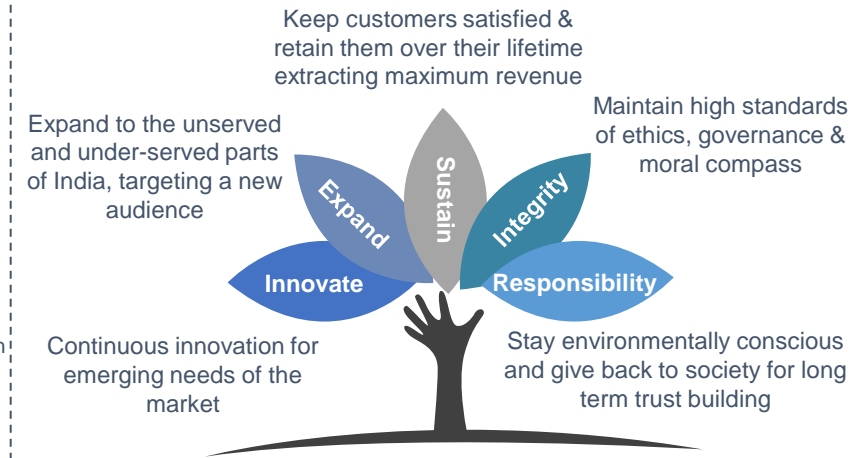 Keep customers satisfied &
retain them over their lifetime
extracting maximum revenue
Expand to the unserved
and under-served parts
of India, targeting a new
audience
Maintain high standards
of ethics, governance &
moral compass
Innovate
Expand
Sustain
Integrity
Responsibility
Continuous innovation for
emerging needs of the
market
Stay environmentally conscious
and give back to society for long
term trust building